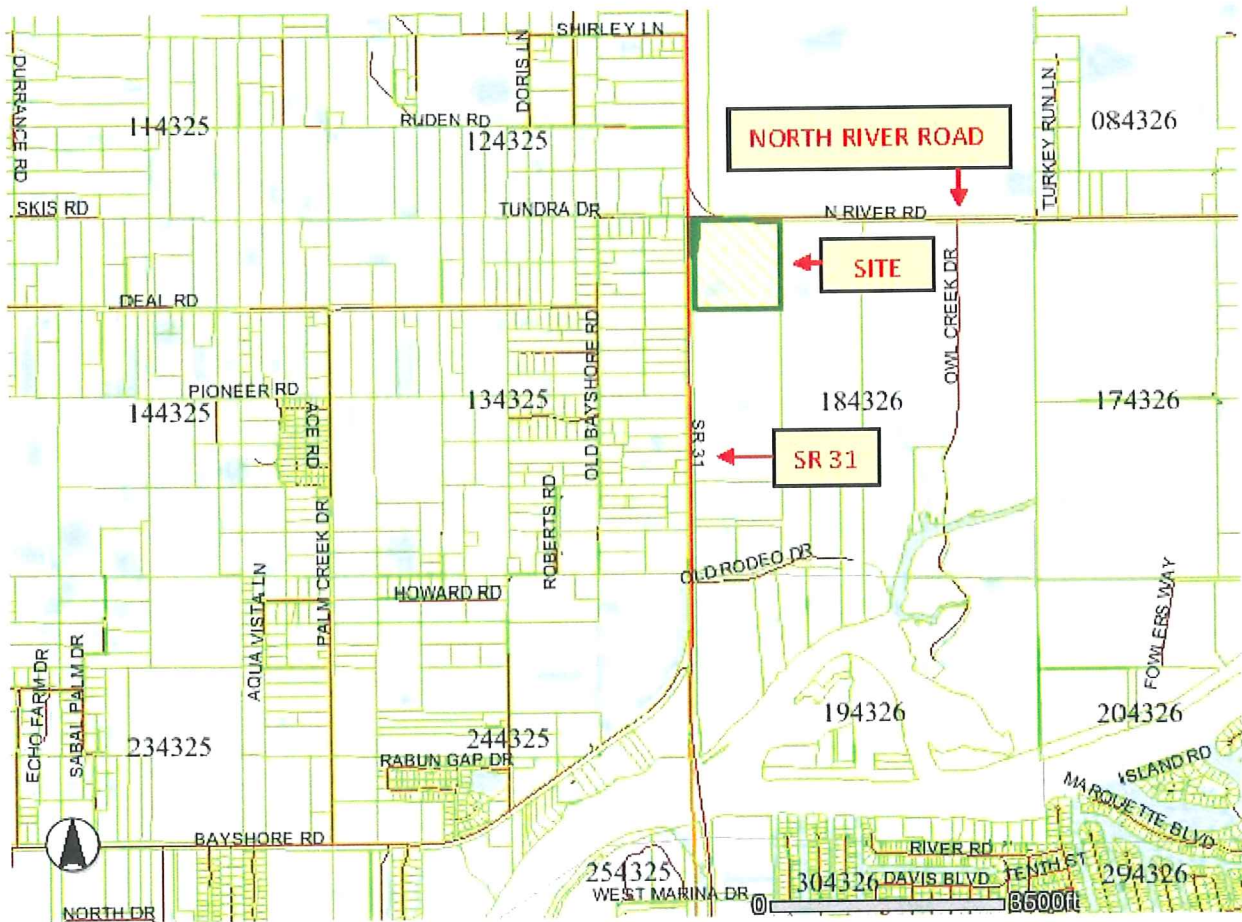 SHIRLEY LN
DURRANCE RD
DORIS LN
TURKEY RUN LN
114325
RUDEN RD
124325
NORTH RIVER ROAD
084326
SKIS RD
TUNDRA DR
N RIVER RD
SITE
OWL CREEK DR
DEAL RD
OLD BAYSHORE RD
PIONEER RD
144325
ACE RD
134325
184326
174326
SR 31
SR 31
PALM CREEK DR
ROBERTS RD
OLD RODEO DR
AQUA VISTA LN
HOWARD RD
FOWLERS WAY
ECHO FARM DR
SABAL PALM DR
234325
244325
194326
204326
RABUN GAP DR
ISLAND RD
MARQUETTE BLVD
BAYSHORE RD
RIVER RD
254325
304326
DAVIS BLVD
TENTH ST
294326
WEST MARINA DR
NORTH DR
0